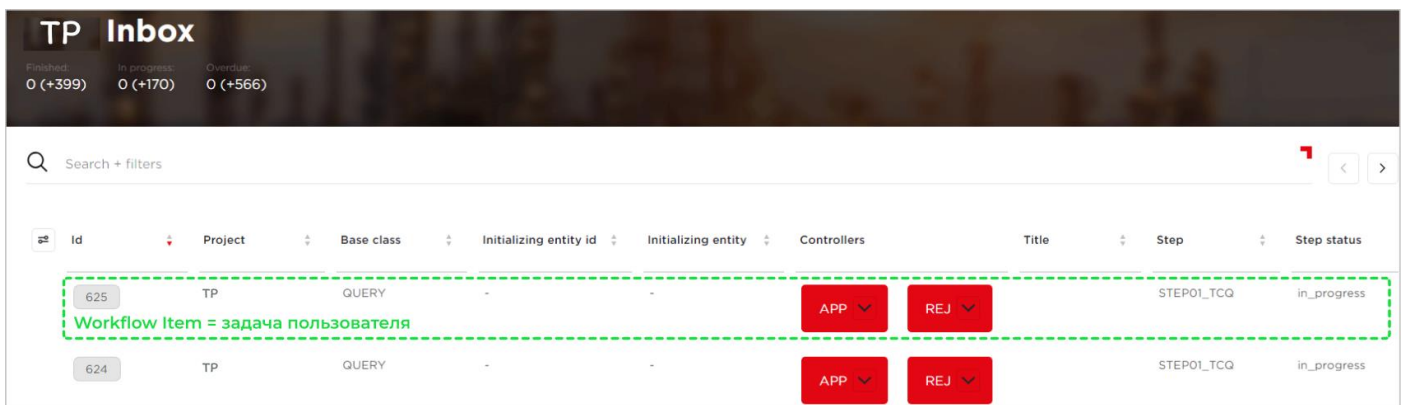 TP Inbox
Finished: In progress: Overdue:
0 (+399) 0 (+170) 0 (+566)
Search + filters
Id Project Base class Initializing entity id Initializing entity Controllers Title Step Step status
625 TP QUERY - - APP REJ STEP01_TCQ in_progress
Workflow Item = задача пользователя
624 TP QUERY - - APP REJ STEP01_TCQ in_progress